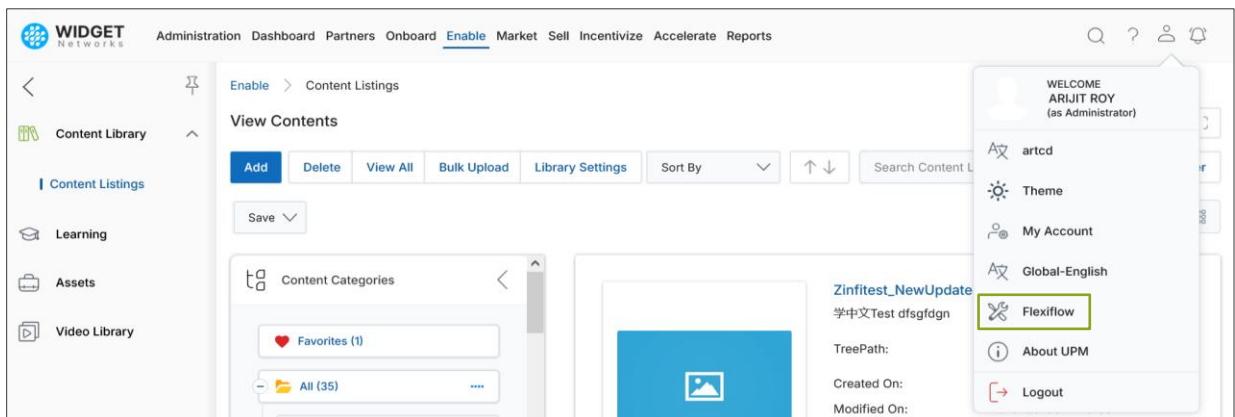 WIDGET
Networks
Administration Dashboard Partners Onboard Enable Market Sell Incentivize Accelerate Reports
Enable > Content Listings
View Contents
Content Library
Content Listings
Learning
Assets
Video Library
Add Delete View All Bulk Upload Library Settings Sort By Search Content L
Save
Content Categories
Favorites (1)
All (35)
Zinfitest_NewUpdate
学中文Test dfsgfdgn
TreePath:
Created On:
Modified On:
WELCOME
ARIJIT ROY
(as Administrator)
artcd
Theme
My Account
Global-English
Flexiflow
About UPM
Logout